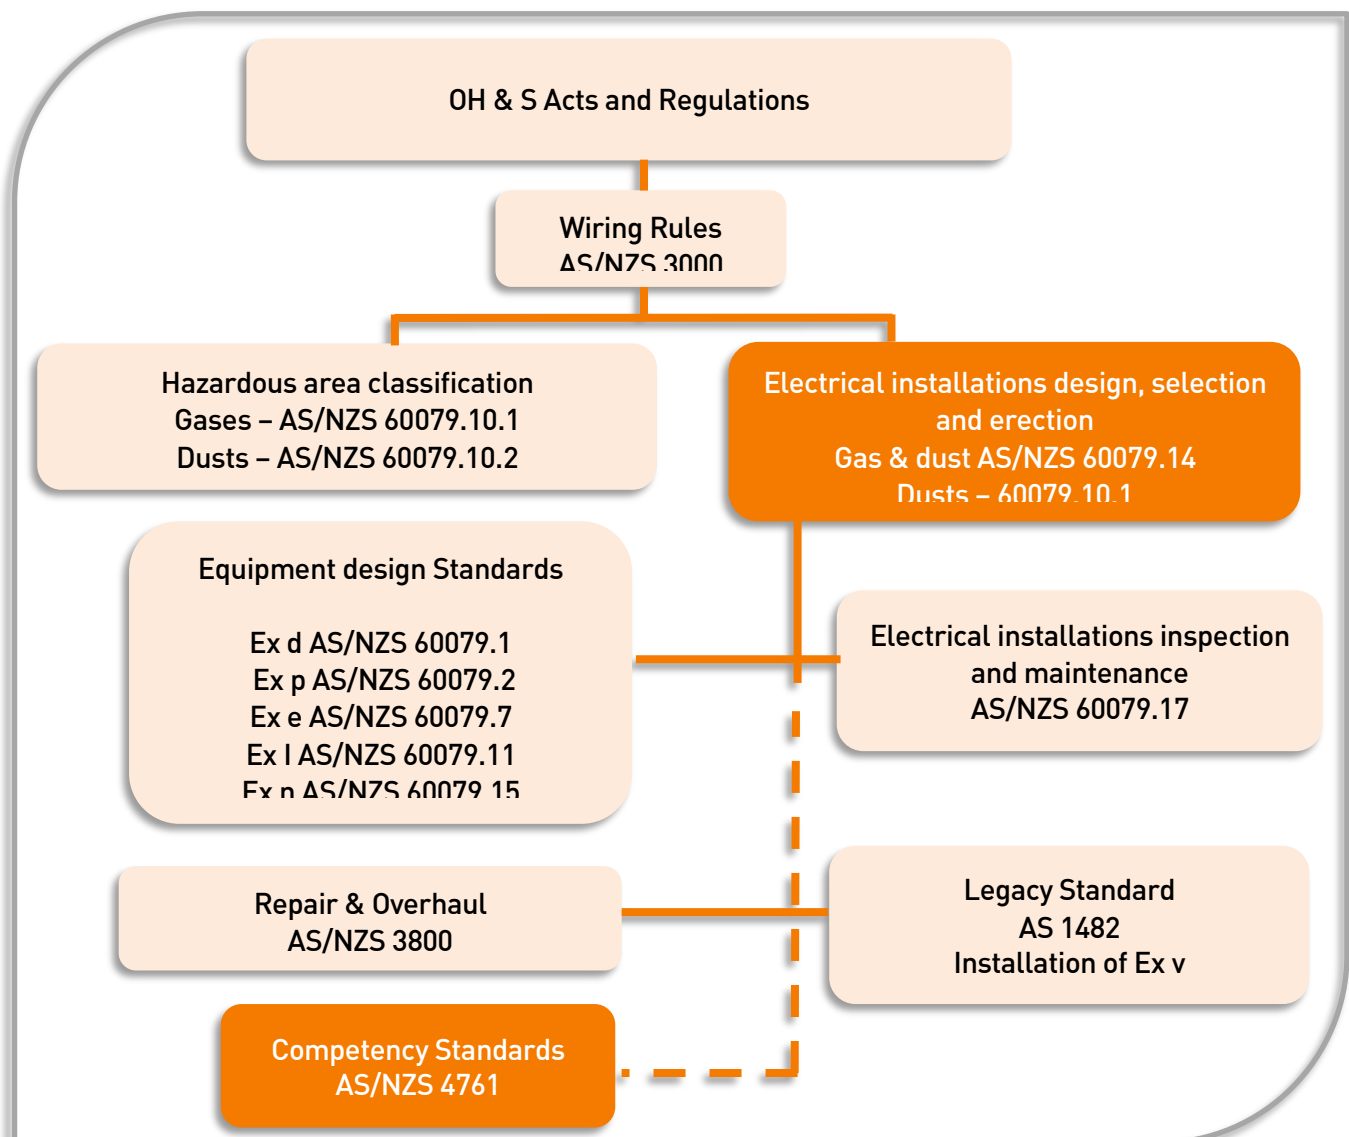 OH & S Acts and Regulations
Wiring Rules
AS/NZS 3000
Hazardous area classification
Gases – AS/NZS 60079.10.1
Dusts – AS/NZS 60079.10.2
Electrical installations design, selection
and erection
Gas & dust AS/NZS 60079.14
Dusts – 60079.10.1
Equipment design Standards
Ex d AS/NZS 60079.1
Ex p AS/NZS 60079.2
Ex e AS/NZS 60079.7
Ex I AS/NZS 60079.11
Ex n AS/NZS 60079.15
Electrical installations inspection
and maintenance
AS/NZS 60079.17
Repair & Overhaul
AS/NZS 3800
Legacy Standard
AS 1482
Installation of Ex v
Competency Standards
AS/NZS 4761